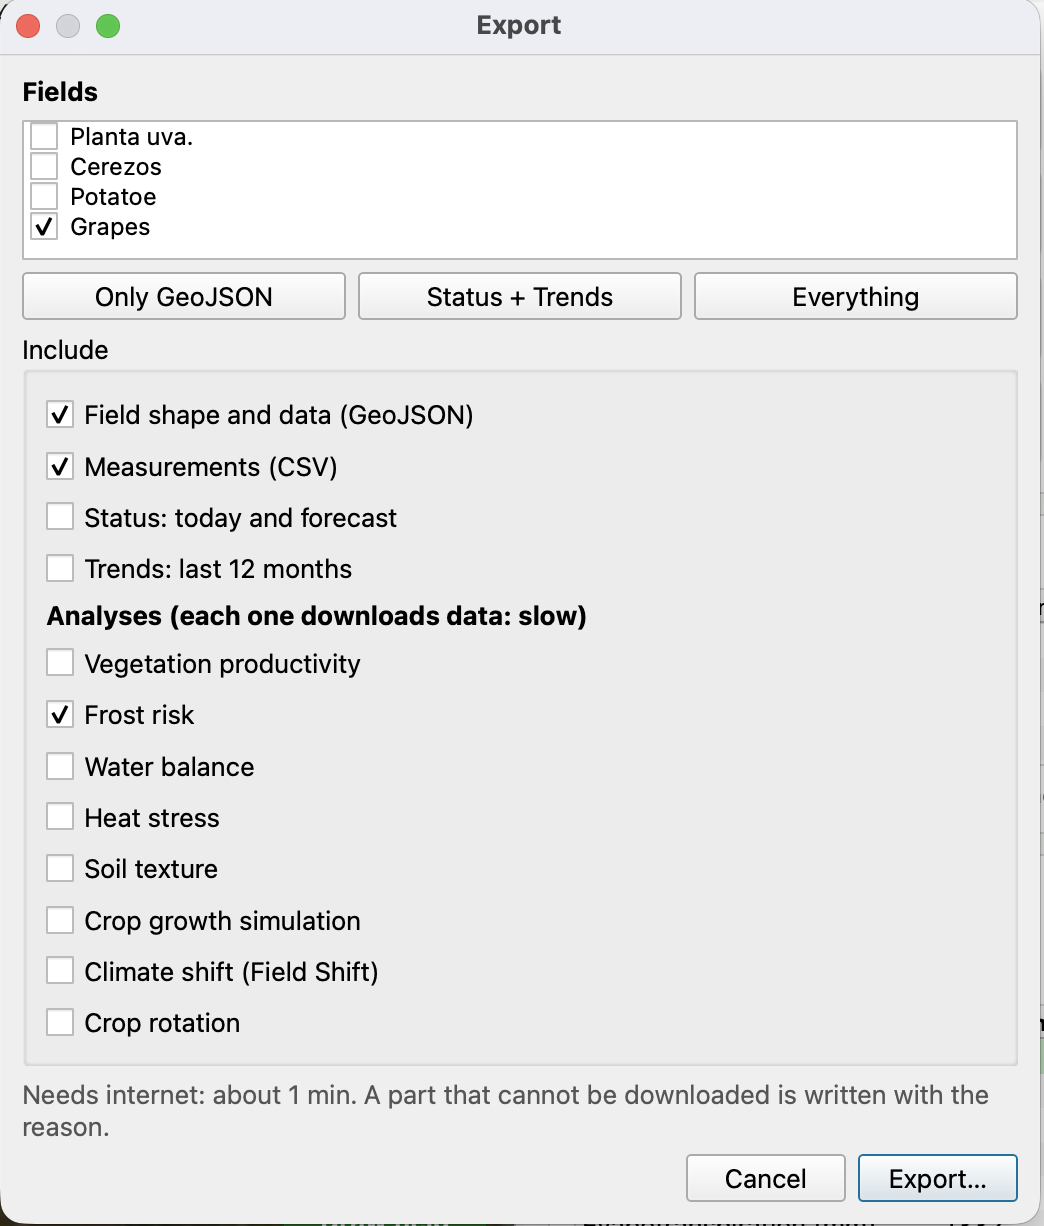 Export
Fields
Planta uva.
Cerezos
Potatoe
Grapes
Only GeoJSON
Status + Trends
Everything
Include
Field shape and data (GeoJSON)
Measurements (CSV)
Status: today and forecast
Trends: last 12 months
Analyses (each one downloads data: slow)
Vegetation productivity
Frost risk
Water balance
Heat stress
Soil texture
Crop growth simulation
Climate shift (Field Shift)
Crop rotation
Needs internet: about 1 min. A part that cannot be downloaded is written with the
reason.
Cancel
Export...